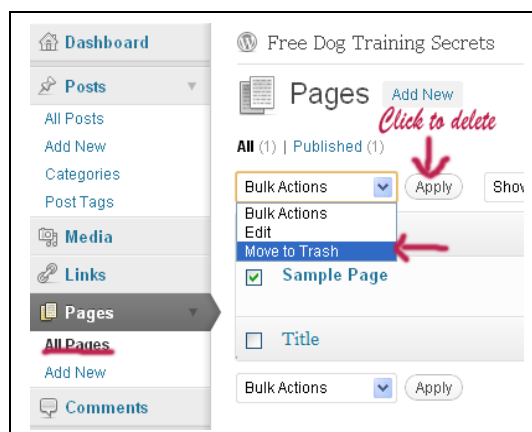 Dashboard
Posts
All Posts
Add New
Categories
Post Tags
Media
Links
Pages
All Pages
Add New
Comments
Free Dog Training Secrets
Pages Add New
Click to delete
All (1) | Published (1)
Bulk Actions Apply Show
Bulk Actions
Edit
Move to Trash
Sample Page
Title
Bulk Actions Apply